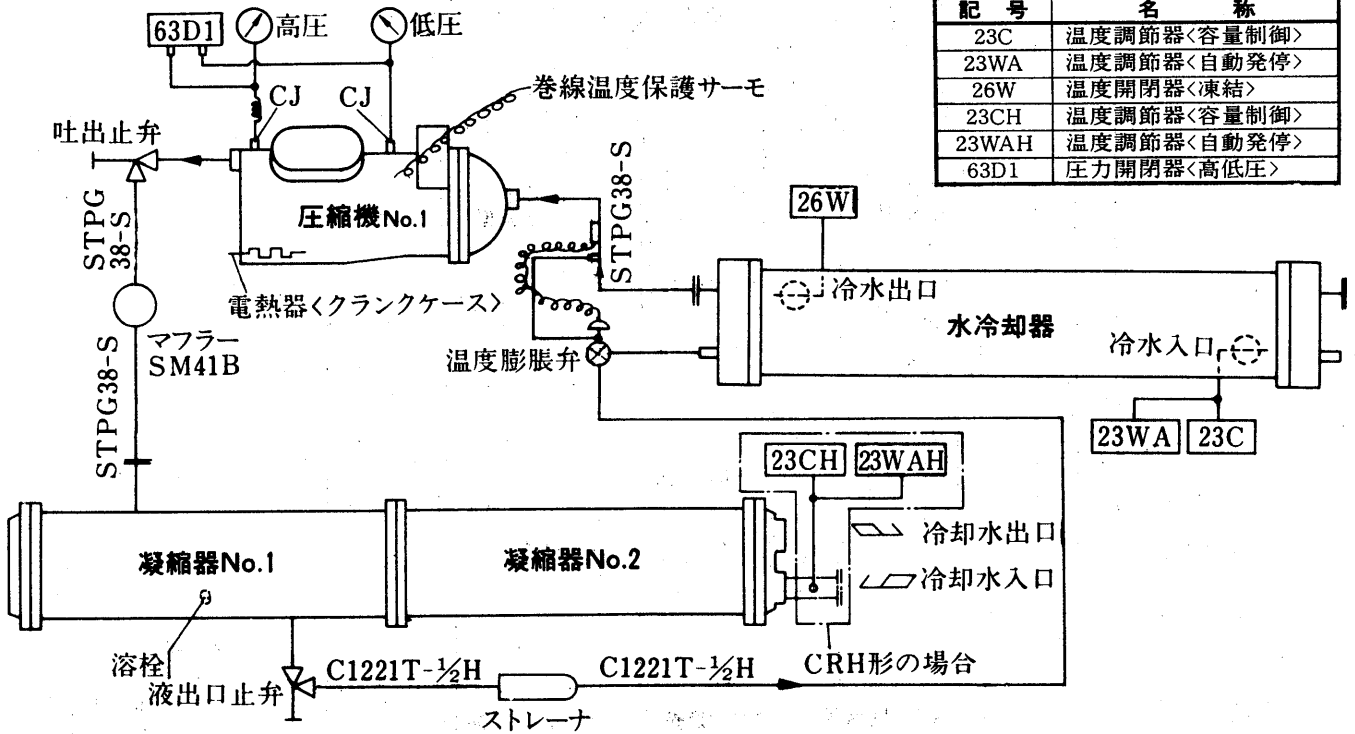 63D1
高圧
低圧
記号 名称
23C 温度調節器<容量制御>
23WA 温度調節器<自動発停>
26W 温度開閉器<凍結>
23CH 温度調節器<容量制御>
23WAH 温度調節器<自動発停>
63D1 圧力開閉器<高低圧>
CJ
CJ
巻線温度保護サーモ
吐出止弁
圧縮機No.1
STPG
38-S
STPG38-S
26W
電熱器<クランクケース>
冷水出口
水冷却器
冷水入口
マフラー
SM41B
温度膨脹弁
STPG38-S
23WA
23C
23CH
23WAH
凝縮器No.1
凝縮器No.2
冷却水出口
冷却水入口
溶栓
液出口止弁
C1221T-½H
C1221T-½H
CRH形の場合
ストレーナ